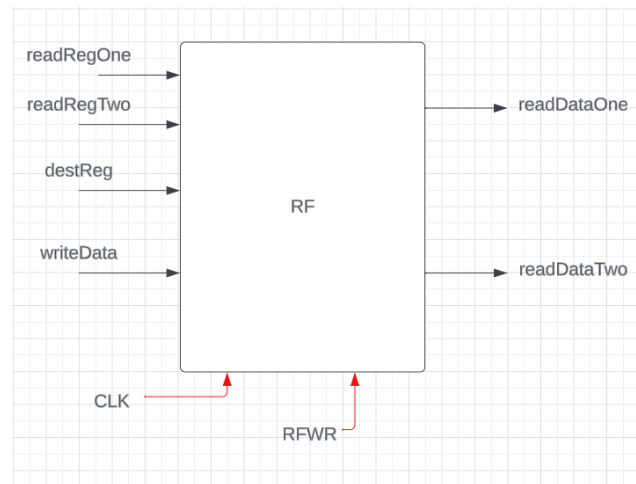 readRegOne
readRegTwo
readDataOne
destReg
RF
writeData
readDataTwo
CLK
RFWR